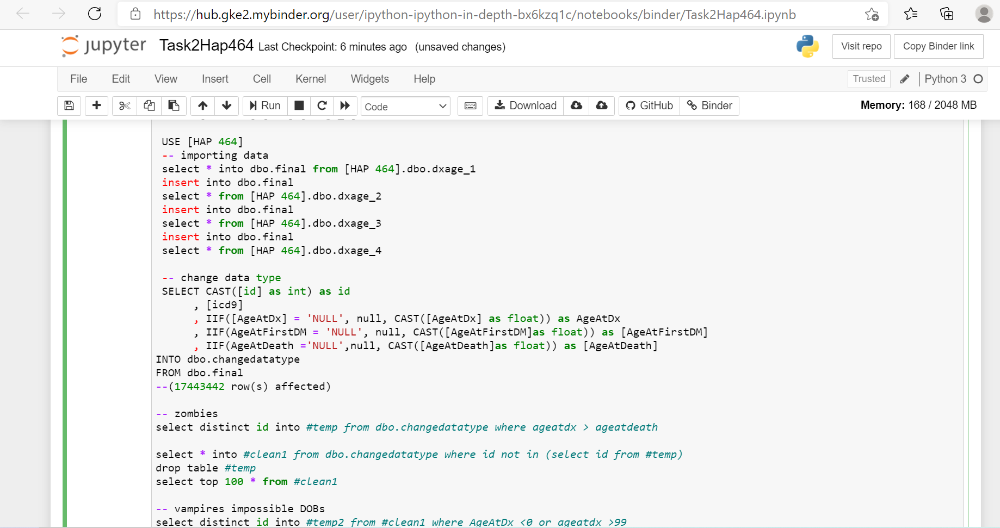 https://hub.gke2.mybinder.org/user/ipython-ipython-in-depth-bx6kzq1c/notebooks/binder/Task2Hap464.ipynb
jupyter Task2Hap464 Last Checkpoint: 6 minutes ago (unsaved changes) Visit repo Copy Binder link
File Edit View Insert Cell Kernel Widgets Help Trusted Python 3
Run Code Download GitHub Binder Memory: 168 / 2048 MB
USE [HAP 464]
-- importing data
select * into dbo.final from [HAP 464].dbo.dxage_1
insert into dbo.final
select * from [HAP 464].dbo.dxage_2
insert into dbo.final
select * from [HAP 464].dbo.dxage_3
insert into dbo.final
select * from [HAP 464].dbo.dxage_4
-- change data type
SELECT CAST([id] as int) as id
, [icd9]
, IIF([AgeAtDx] = 'NULL', null, CAST([AgeAtDx] as float)) as AgeAtDx
, IIF(AgeAtFirstDM = 'NULL', null, CAST([AgeAtFirstDM]as float)) as [AgeAtFirstDM]
, IIF(AgeAtDeath ='NULL',null, CAST([AgeAtDeath]as float)) as [AgeAtDeath]
INTO dbo.changedatatype
FROM dbo.final
--(17443442 row(s) affected)
-- zombies
select distinct id into #temp from dbo.changedatatype where ageatdx > ageatdeath
select * into #clean1 from dbo.changedatatype where id not in (select id from #temp)
drop table #temp
select top 100 * from #clean1
-- vampires impossible DOBs
select distinct id into #temp2 from #clean1 where AgeAtDx <0 or ageatdx >99